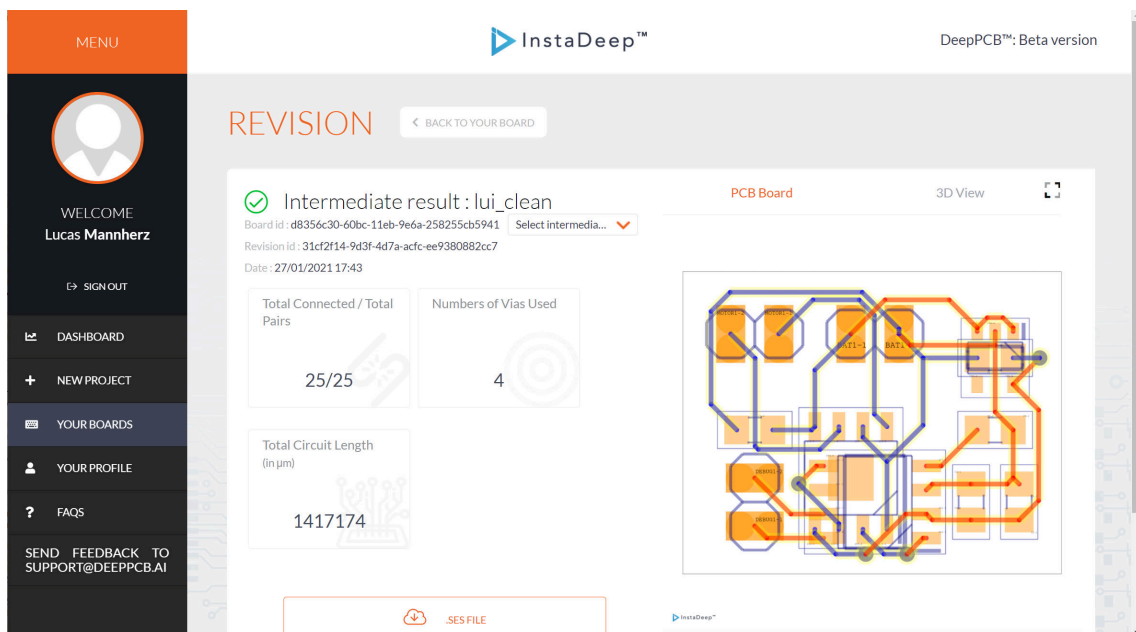 MENU
InstaDeep™
DeepPCB™: Beta version
WELCOME
Lucas Mannherz
SIGN OUT
DASHBOARD
NEW PROJECT
YOUR BOARDS
YOUR PROFILE
? FAQS
SEND FEEDBACK TO
SUPPORT@DEEPPCB.AI
REVISION
BACK TO YOUR BOARD
Intermediate result : lui_clean
Board id : d8356c30-60bc-11eb-9e6a-258255cb5941
Select intermedia...
Revision id : 31cf2f14-9d3f-4d7a-acfc-ee9380882cc7
Date : 27/01/2021 17:43
Total Connected / Total
Pairs
25/25
Numbers of Vias Used
4
Total Circuit Length
(in µm)
1417174
.SES FILE
PCB Board
3D View
BAT1-1
InstaDeep™